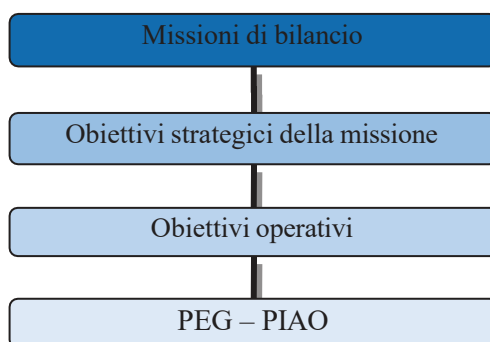 Missioni di bilancio
Obiettivi strategici della missione
Obiettivi operativi
PEG – PIAO